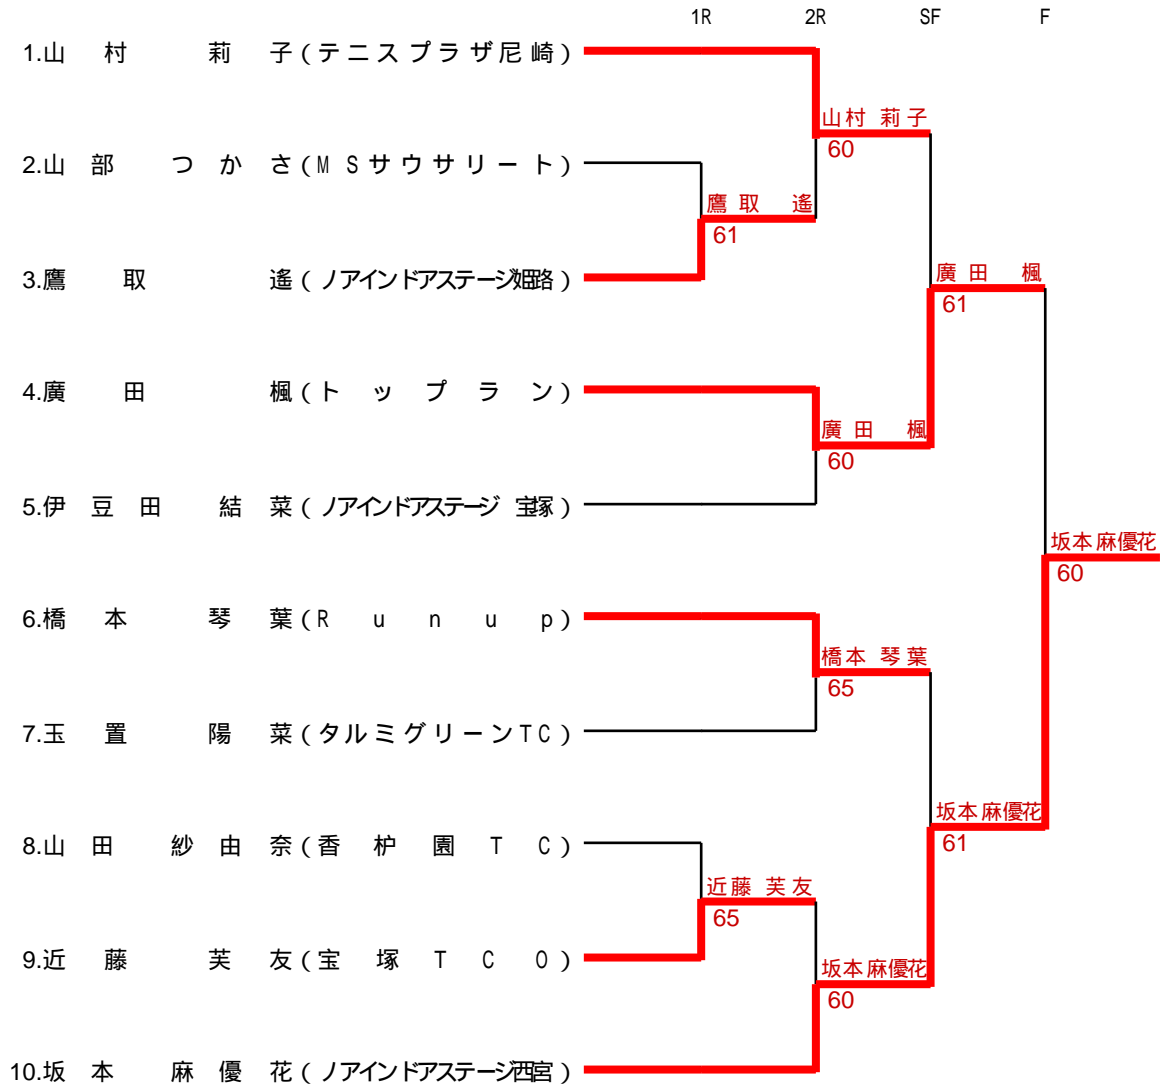 1R 2R SF F
1.山村 莉子(テニスプラザ尼崎)
山村 莉子
60
2.山部 つかさ(MSサウサリート)
鷹取 遙
61
3.鷹取 遙(ノアインドアステージ姫路)
廣田 楓
61
4.廣田 楓(トップラン)
廣田 楓
60
5.伊豆田 結菜(ノアインドアステージ 宝塚)
坂本 麻優花
60
6.橋本 琴葉(Runup)
橋本 琴葉
65
7.玉置 陽菜(タルミグリーンTC)
坂本 麻優花
61
8.山田 紗由奈(香枦園TC)
近藤 芙友
65
9.近藤 芙友(宝塚TCO)
坂本 麻優花
60
10.坂本 麻優花(ノアインドアステージ西宮)